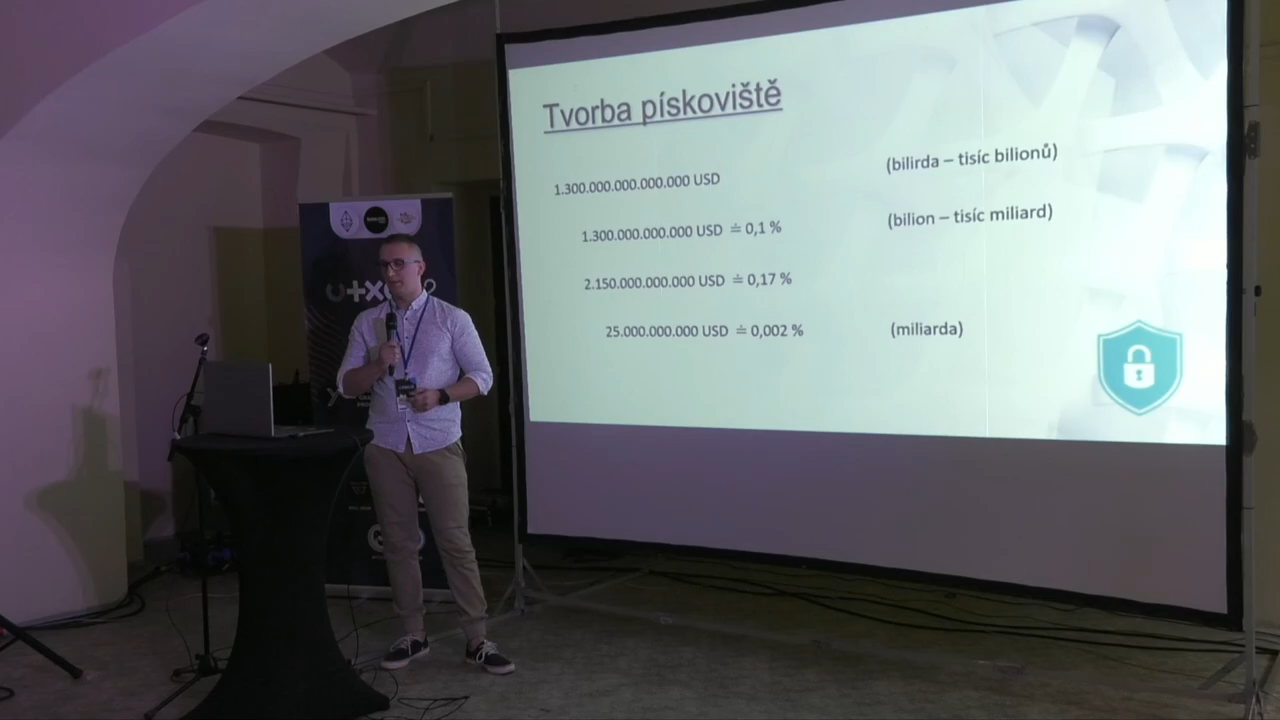 Tvorba pískoviště
1.300.000.000.000.000 USD (bilirda – tisíc bilionů)
1.300.000.000.000 USD ≐ 0,1 % (bilion – tisíc miliard)
2.150.000.000.000 USD ≐ 0,17 %
25.000.000.000 USD ≐ 0,002 % (miliarda)